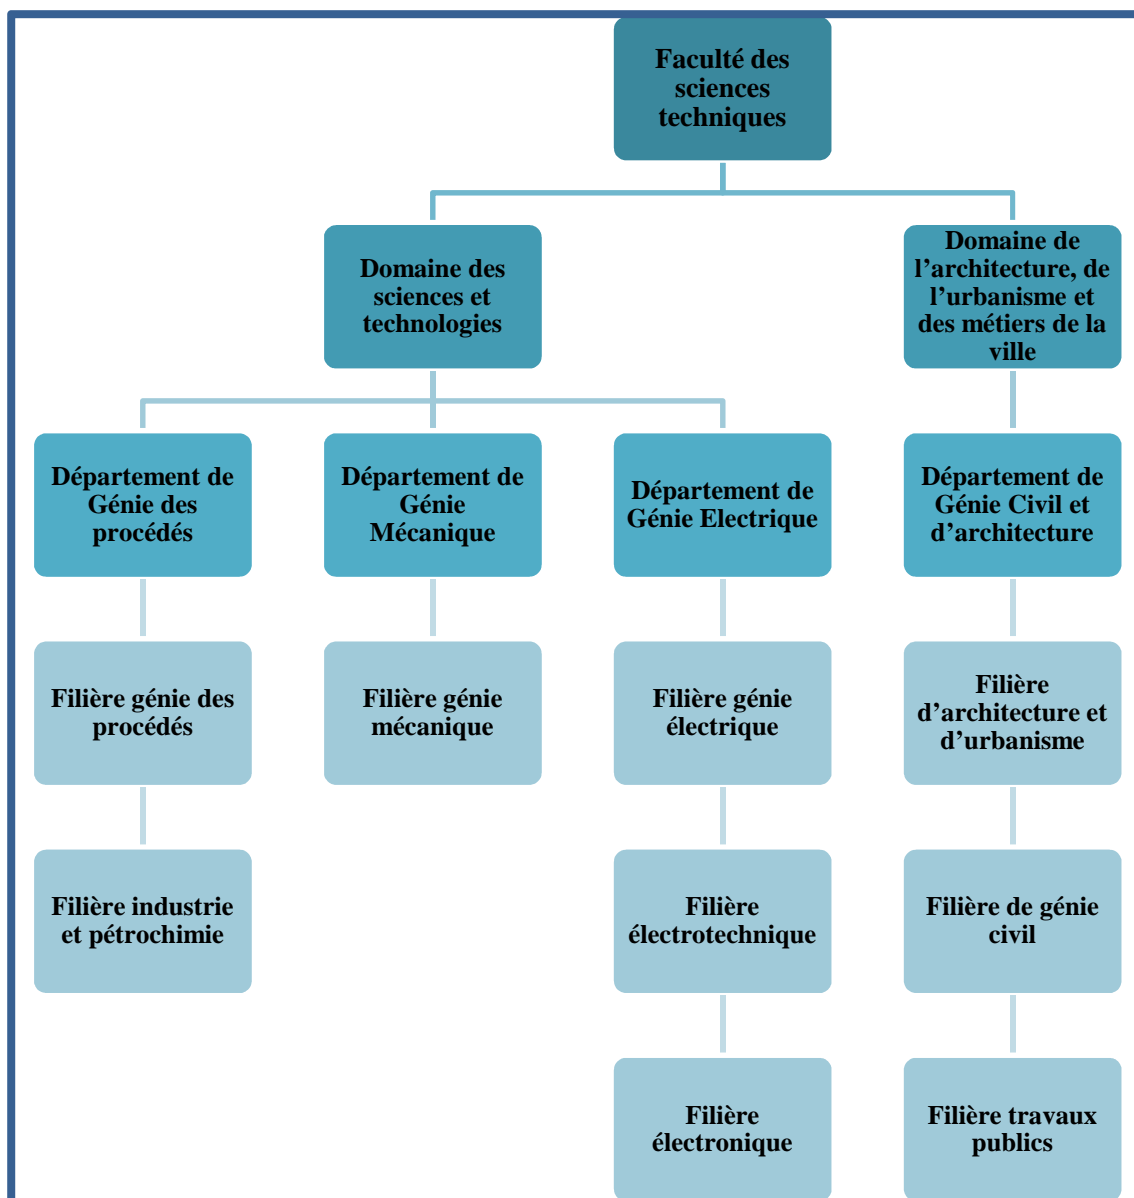 Faculté des
sciences
techniques
Domaine des
sciences et
technologies
Domaine de
l’architecture, de
l’urbanisme et
des métiers de la
ville
Département de
Génie des
procédés
Département de
Génie
Mécanique
Département de
Génie Electrique
Département de
Génie Civil et
d’architecture
Filière génie des
procédés
Filière génie
mécanique
Filière génie
électrique
Filière
d’architecture et
d’urbanisme
Filière industrie
et pétrochimie
Filière
électrotechnique
Filière de génie
civil
Filière
électronique
Filière travaux
publics